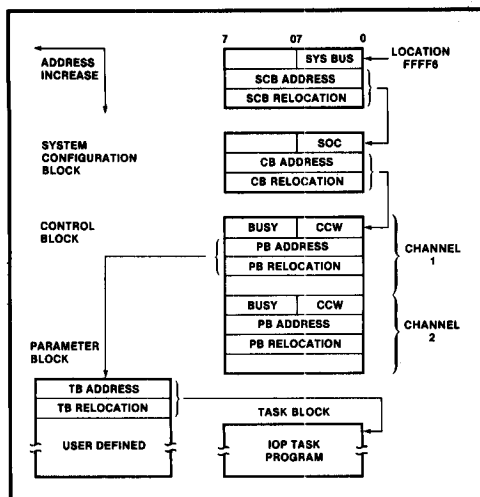 7 07 0
ADDRESS INCREASE
SYS BUS
LOCATION FFFF6
SCB ADDRESS
SCB RELOCATION
SYSTEM CONFIGURATION BLOCK
SOC
CB ADDRESS
CB RELOCATION
CONTROL BLOCK
BUSY CCW
PB ADDRESS
PB RELOCATION
CHANNEL 1
BUSY CCW
PB ADDRESS
PB RELOCATION
CHANNEL 2
PARAMETER BLOCK
TB ADDRESS
TB RELOCATION
USER DEFINED
TASK BLOCK
IOP TASK PROGRAM